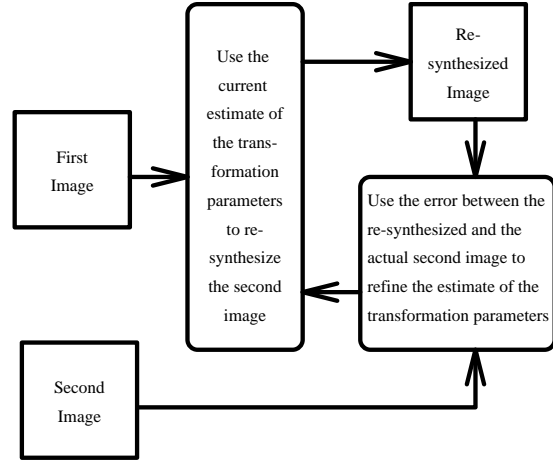 First
Image
Use the
current
estimate of
the trans-
formation
parameters
to re-
synthesize
the second
image
Re-
synthesized
Image
Use the error between the
re-synthesized and the
actual second image to
refine the estimate of the
transformation parameters
Second
Image